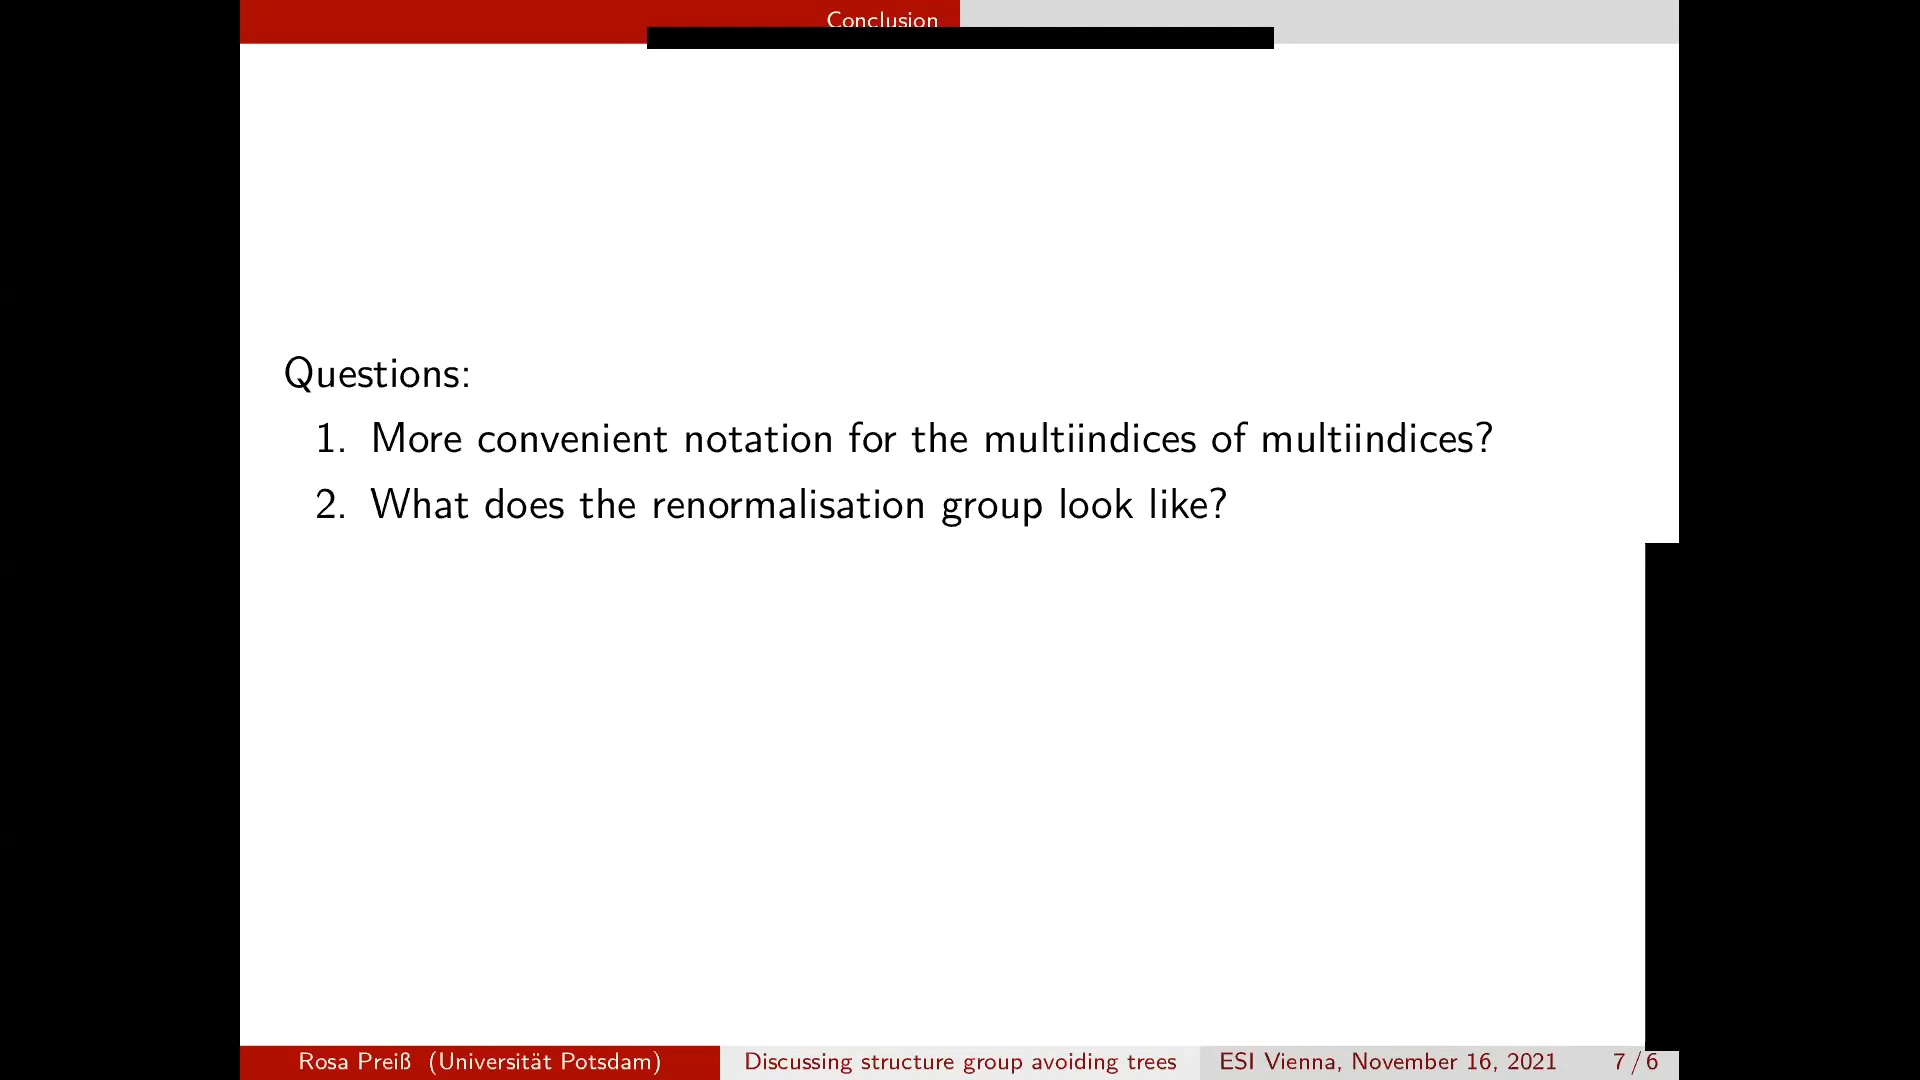 Conclusion
Questions:
1. More convenient notation for the multiindices of multiindices?
2. What does the renormalisation group look like?
Rosa Preiß (Universität Potsdam) Discussing structure group avoiding trees ESI Vienna, November 16, 2021 7 / 6